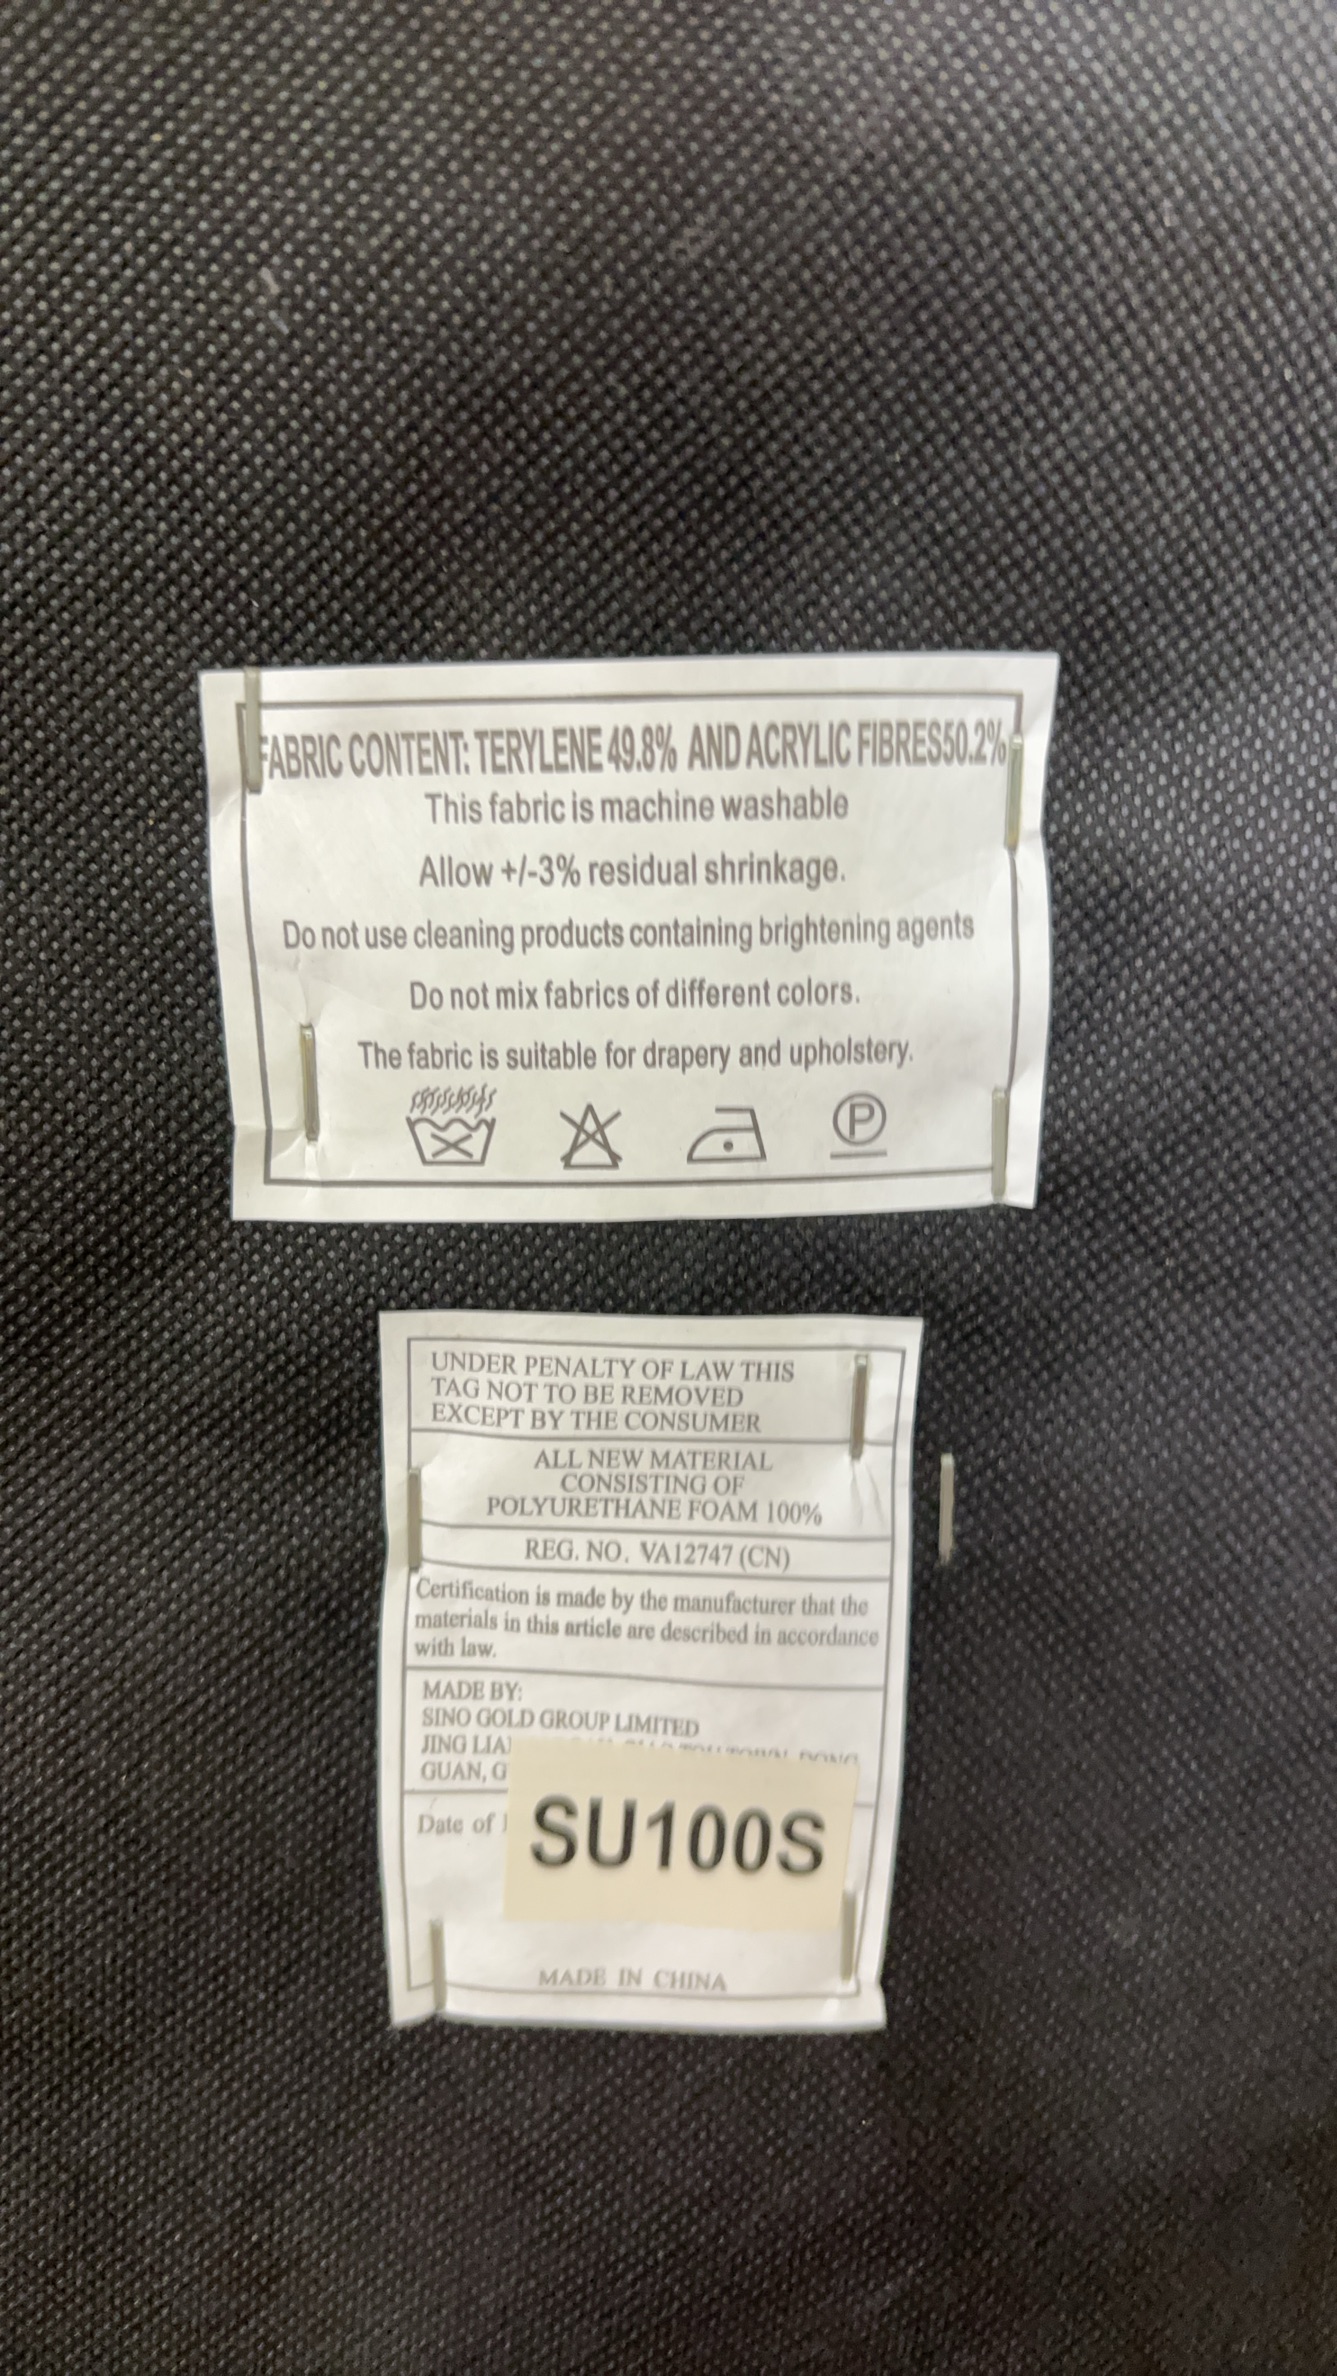 FABRIC CONTENT: TERYLENE 49.8% AND ACRYLIC FIBRES50.2%
This fabric is machine washable
Allow +/-3% residual shrinkage.
Do not use cleaning products containing brightening agents
Do not mix fabrics of different colors.
The fabric is suitable for drapery and upholstery.
P
UNDER PENALTY OF LAW THIS
TAG NOT TO BE REMOVED
EXCEPT BY THE CONSUMER
ALL NEW MATERIAL
CONSISTING OF
POLYURETHANE FOAM 100%
REG. NO. VA12747 (CN)
Certification is made by the manufacturer that the
materials in this article are described in accordance
with law.
MADE BY:
SINO GOLD GROUP LIMITED
JING
GUAN,
Date of
SU100S
MADE IN CHINA